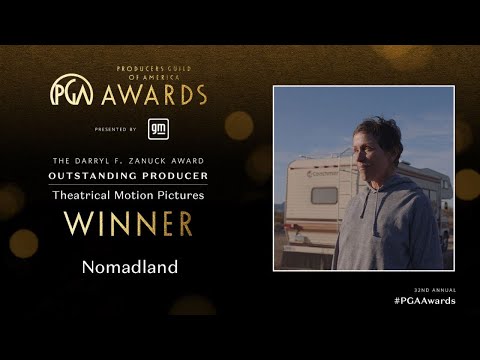 PRODUCERS GUILD
OF AMERICA
PGA AWARDS
PRESENTED BY gm
THE DARRYL F. ZANUCK AWARD
OUTSTANDING PRODUCER
Theatrical Motion Pictures
WINNER
Nomadland
32ND ANNUAL
#PGAAwards